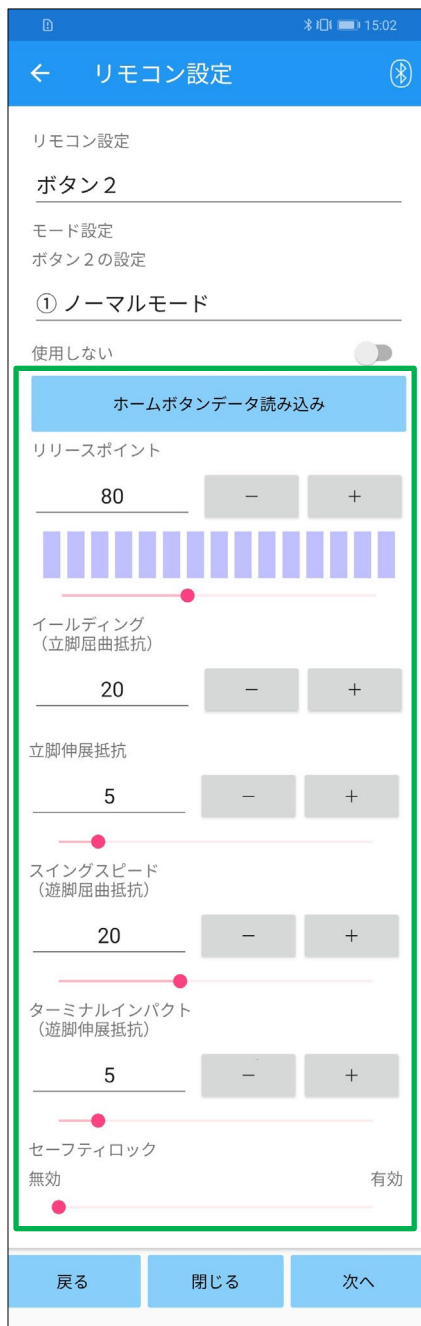 15:02
リモコン設定
リモコン設定
ボタン２
モード設定
ボタン２の設定
① ノーマルモード
使用しない
ホームボタンデータ読み込み
リリースポイント
80 － ＋
イールディング
（立脚屈曲抵抗）
20 － ＋
立脚伸展抵抗
5 － ＋
スイングスピード
（遊脚屈曲抵抗）
20 － ＋
ターミナルインパクト
（遊脚伸展抵抗）
5 － ＋
セーフティロック
無効 有効
戻る 閉じる 次へ